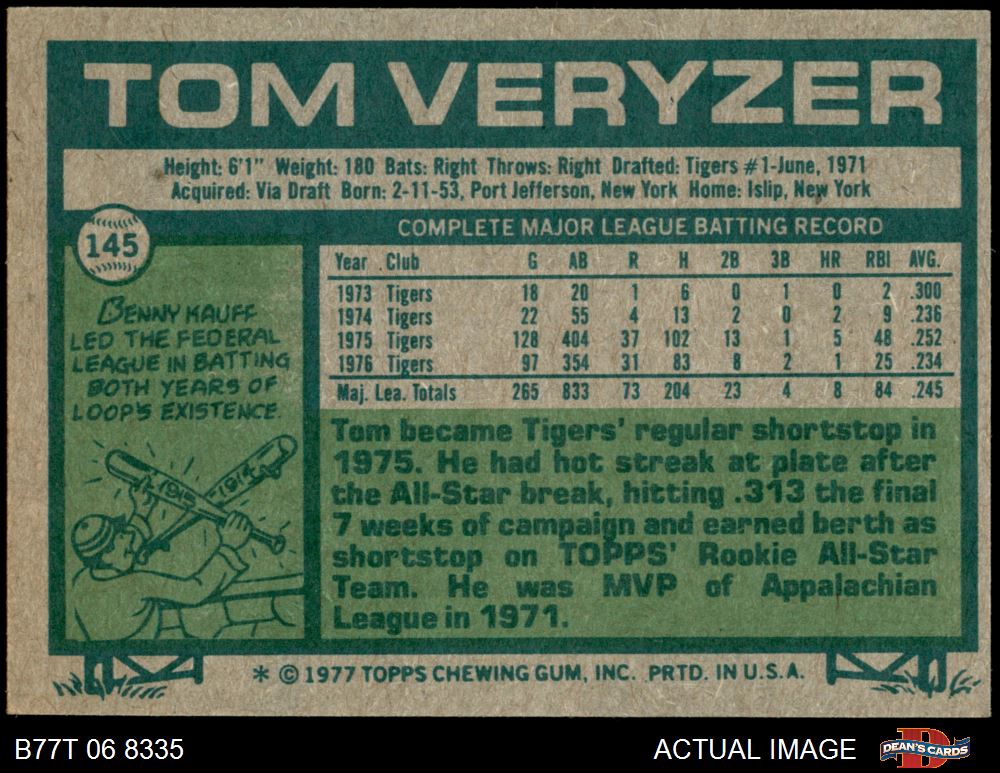 TOM VERYZER
Height: 6'1" Weight: 180 Bats: Right Throws: Right Drafted: Tigers #1-June, 1971
Acquired: Via Draft Born: 2-11-53, Port Jefferson, New York Home: Islip, New York
145
BENNY KAUFF
LED THE FEDERAL
LEAGUE IN BATTING
BOTH YEARS OF
LOOP'S EXISTENCE.
1915 1914
COMPLETE MAJOR LEAGUE BATTING RECORD
Year Club G AB R H 2B 3B HR RBI AVG.
1973 Tigers 18 20 1 6 0 1 0 2 .300
1974 Tigers 22 55 4 13 2 0 2 9 .236
1975 Tigers 128 404 37 102 13 1 5 48 .252
1976 Tigers 97 354 31 83 8 2 1 25 .234
Maj. Lea. Totals 265 833 73 204 23 4 8 84 .245
Tom became Tigers' regular shortstop in
1975. He had hot streak at plate after
the All-Star break, hitting .313 the final
7 weeks of campaign and earned berth as
shortstop on TOPPS' Rookie All-Star
Team. He was MVP of Appalachian
League in 1971.
* © 1977 TOPPS CHEWING GUM, INC. PRTD. IN U.S.A.
B77T 06 8335
ACTUAL IMAGE
DEAN'S CARDS